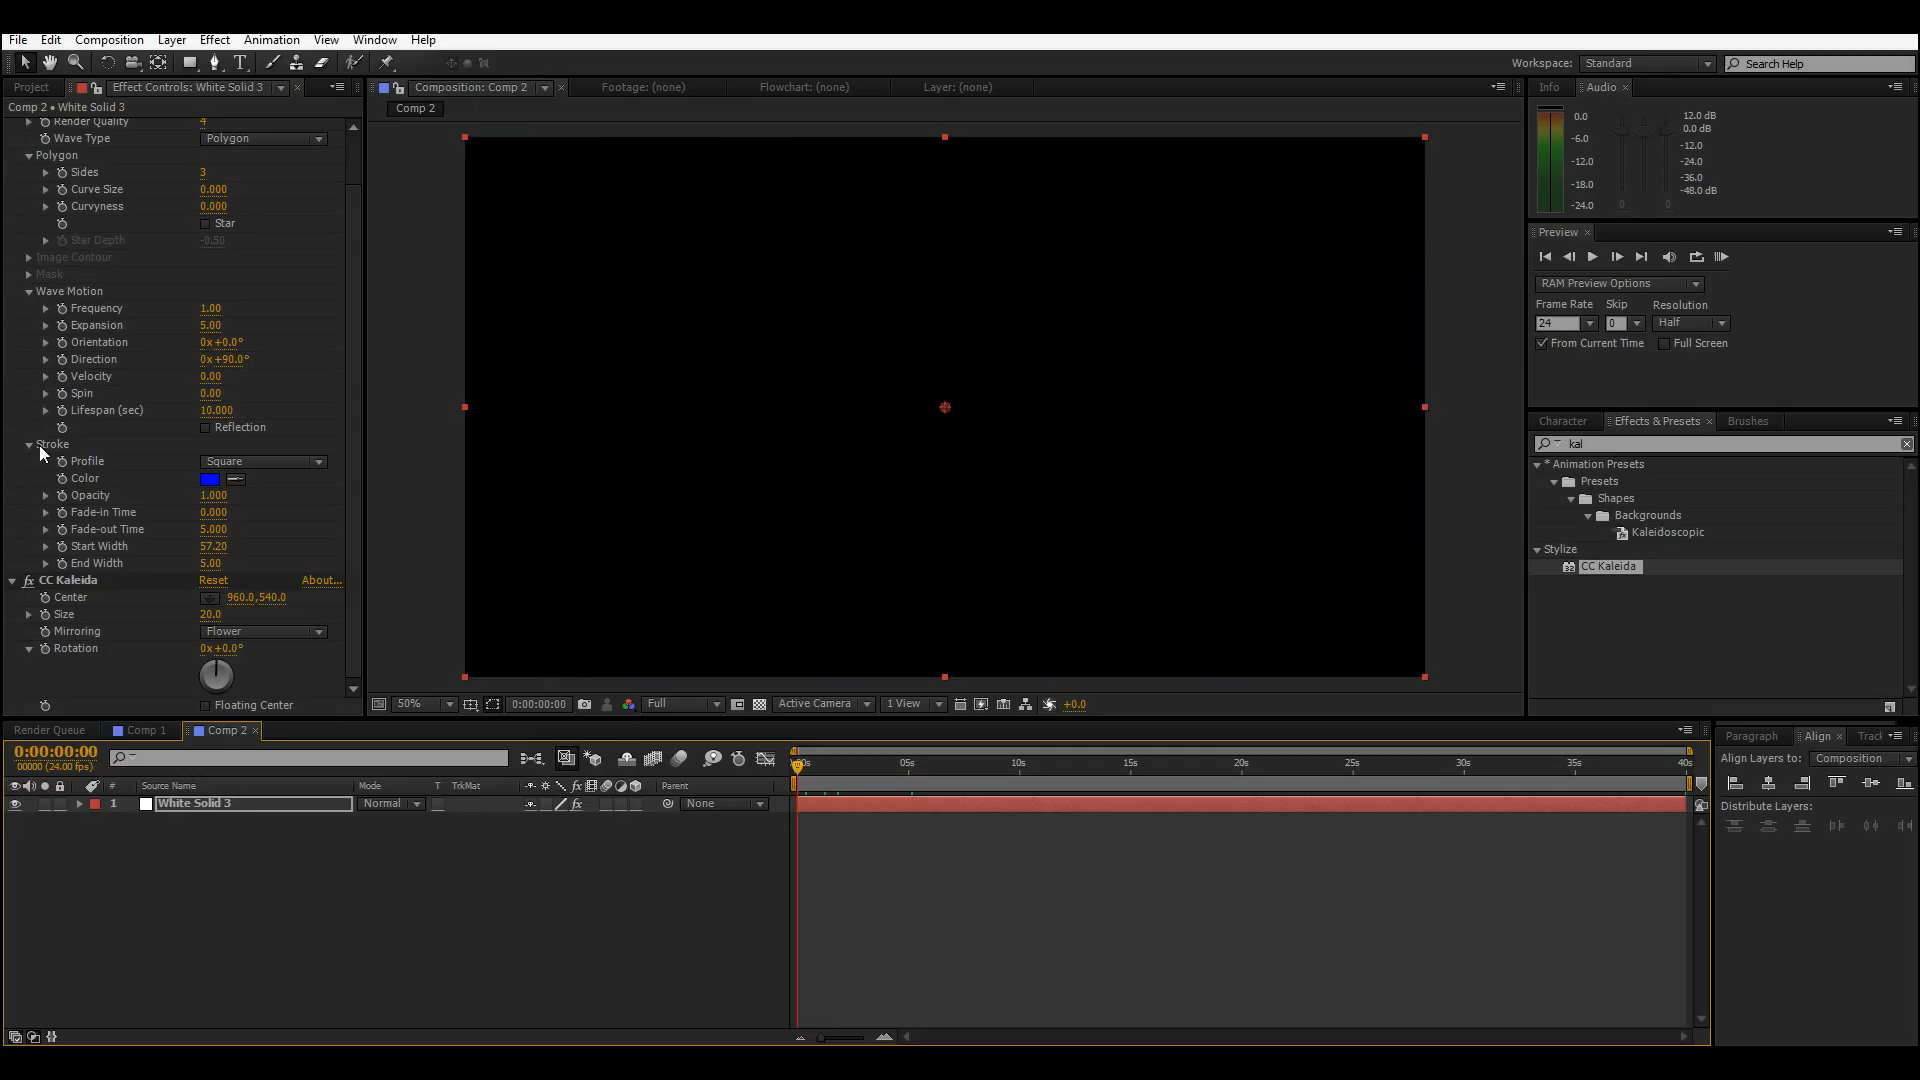 File Edit Composition Layer Effect Animation View Window Help
Workspace: Standard Search Help
Project Effect Controls: White Solid 3
Comp 2 • White Solid 3
Render Quality 4
Wave Type Polygon
Polygon
Sides 3
Curve Size 0.000
Curvyness 0.000
Star
Star Depth -0.50
Image Contour
Mask
Wave Motion
Frequency 1.00
Expansion 5.00
Orientation 0x+0.0°
Direction 0x+90.0°
Velocity 0.00
Spin 0.00
Lifespan (sec) 10.000
Reflection
Stroke
Profile Square
Color
Opacity 1.000
Fade-in Time 0.000
Fade-out Time 5.000
Start Width 57.20
End Width 5.00
fx CC Kaleida Reset About...
Center 960.0,540.0
Size 20.0
Mirroring Flower
Rotation 0x+0.0°
Floating Center
Composition: Comp 2 Footage: (none) Flowchart: (none) Layer: (none)
Comp 2
50% 0:00:00:00 Full Active Camera 1 View +0.0
Info Audio
0.0 12.0 dB
-6.0 0.0 dB
-12.0 -12.0
-18.0 -24.0
-24.0 -36.0
-48.0 dB
0 0
Preview
RAM Preview Options
Frame Rate Skip Resolution
24 0 Half
From Current Time Full Screen
Character Effects & Presets Brushes
kal
* Animation Presets
Presets
Shapes
Backgrounds
Kaleidoscopic
Stylize
32 CC Kaleida
Render Queue Comp 1 Comp 2
0:00:00:00
00000 (24.00 fps)
00s 05s 10s 15s 20s 25s 30s 35s 40s
# Source Name Mode T TrkMat fx Parent
1 White Solid 3 Normal fx None
Paragraph Align Track
Align Layers to: Composition
Distribute Layers: